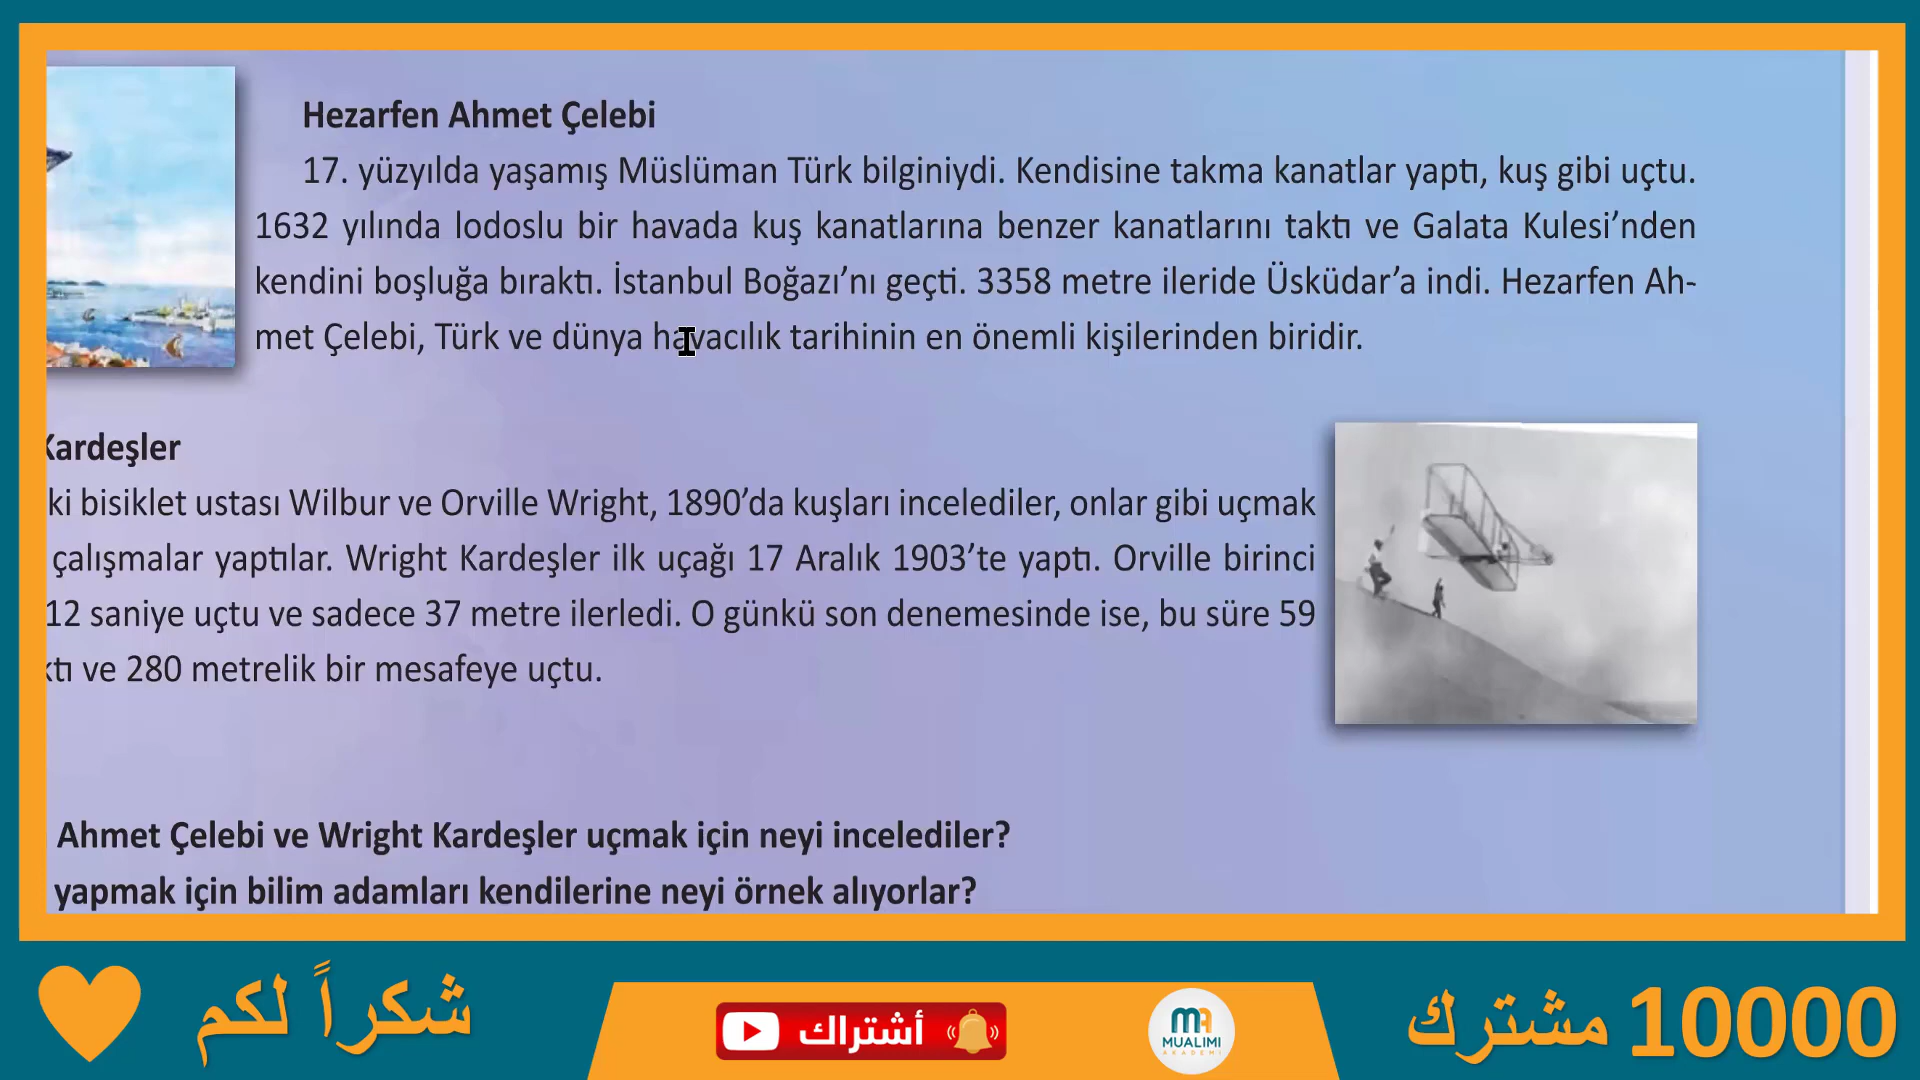 Hezarfen Ahmet Çelebi
17. yüzyılda yaşamış Müslüman Türk bilginiydi. Kendisine takma kanatlar yaptı, kuş gibi uçtu.
1632 yılında lodoslu bir havada kuş kanatlarına benzer kanatlarını taktı ve Galata Kulesi’nden
kendini boşluğa bıraktı. İstanbul Boğazı’nı geçti. 3358 metre ileride Üsküdar’a indi. Hezarfen Ah-
met Çelebi, Türk ve dünya havacılık tarihinin en önemli kişilerinden biridir.
Kardeşler
ki bisiklet ustası Wilbur ve Orville Wright, 1890’da kuşları incelediler, onlar gibi uçmak
çalışmalar yaptılar. Wright Kardeşler ilk uçağı 17 Aralık 1903’te yaptı. Orville birinci
12 saniye uçtu ve sadece 37 metre ilerledi. O günkü son denemesinde ise, bu süre 59
ktı ve 280 metrelik bir mesafeye uçtu.
Ahmet Çelebi ve Wright Kardeşler uçmak için neyi incelediler?
yapmak için bilim adamları kendilerine neyi örnek alıyorlar?
شكراً لكم
أشتراك
MUALIMI
AKADEMI
10000 مشترك